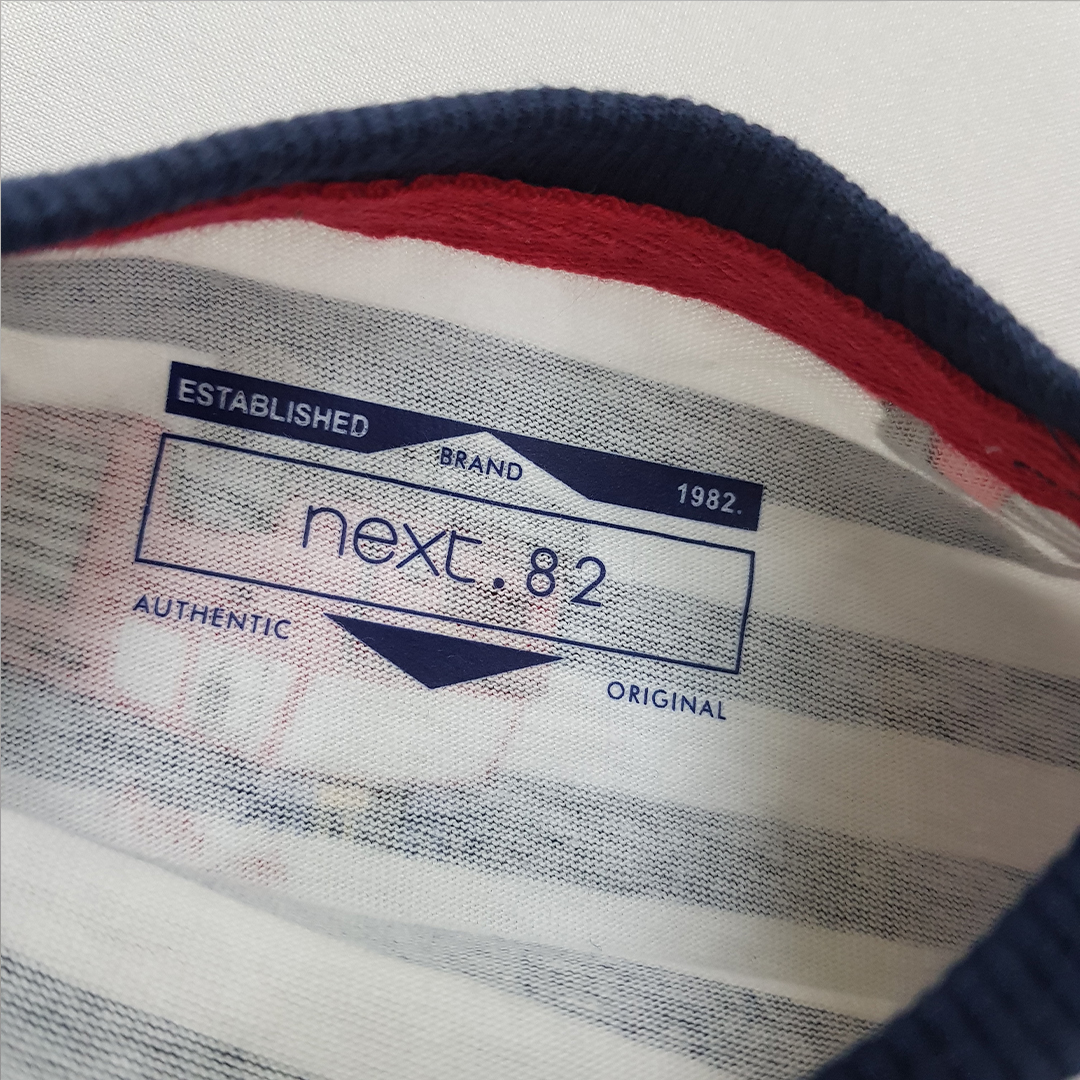 ESTABLISHED
BRAND
1982.
next.82
AUTHENTIC
ORIGINAL